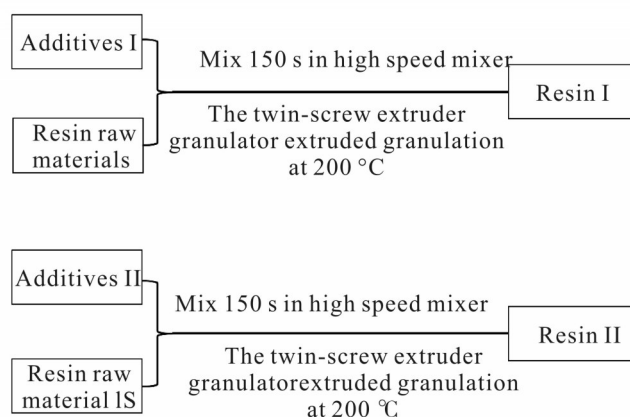 Additives I
Mix 150 s in high speed mixer
Resin I
Resin raw
materials
The twin-screw extruder
granulator extruded granulation
at 200 °C
Additives II
Mix 150 s in high speed mixer
Resin II
Resin raw
material lS
The twin-screw extruder
granulatorextruded granulation
at 200 ℃